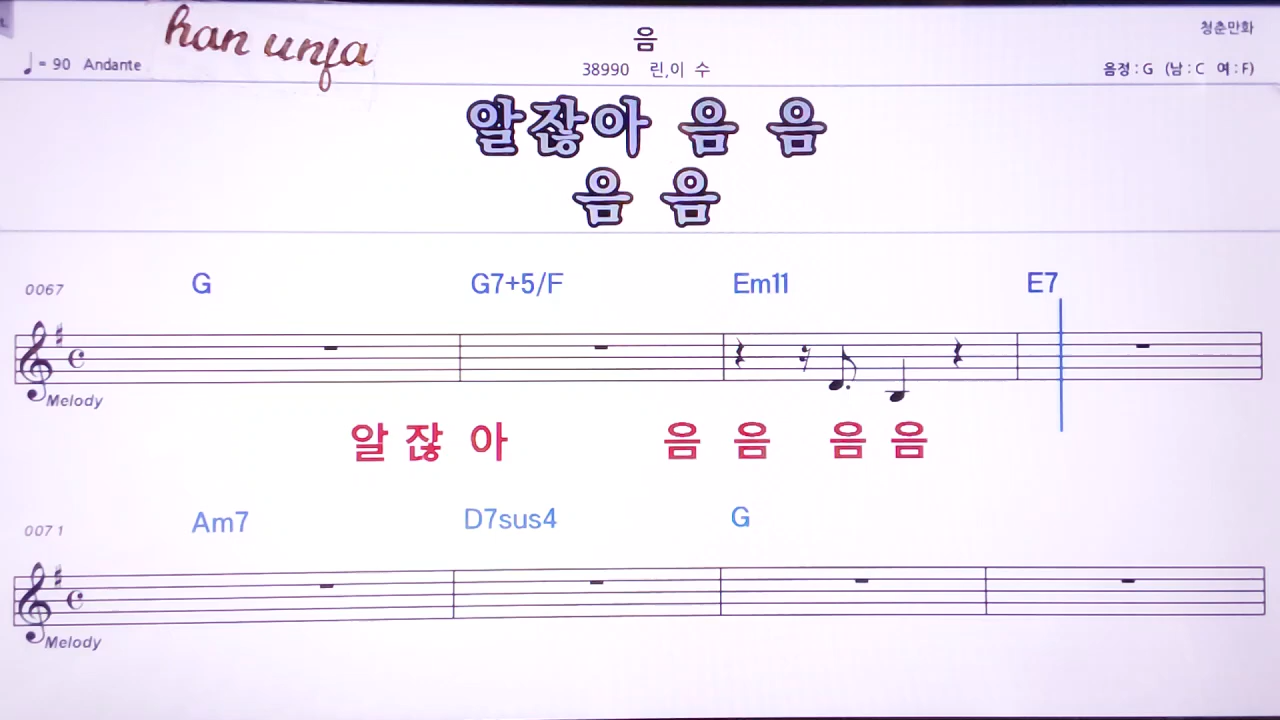 han unja
음
청춘만화
♩ = 90 Andante
38990 린,이 수
음정 : G (남 : C 여 : F)
알잖아 음 음
음 음
0067
G G7+5/F Em11 E7
Melody
알 잖 아 음 음 음 음
0071
Am7 D7sus4 G
Melody